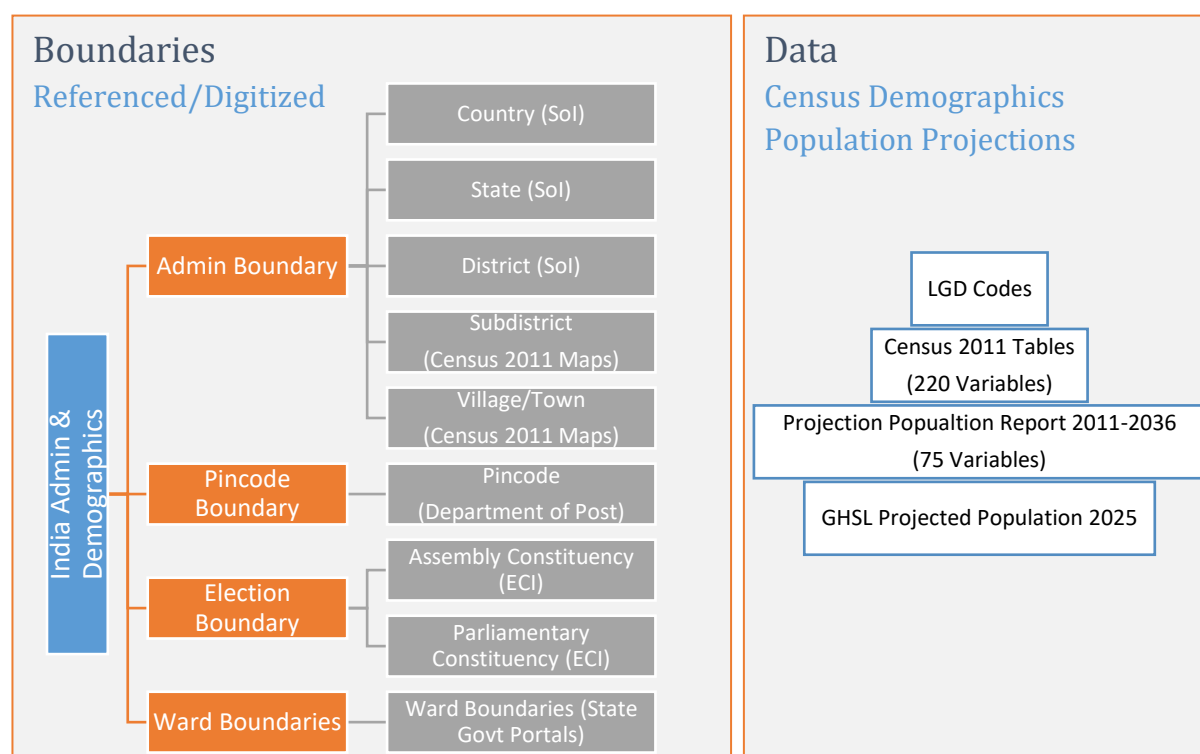 Boundaries
Referenced/Digitized
India Admin &
Demographics
Admin Boundary
Country (SoI)
State (SoI)
District (SoI)
Subdistrict
(Census 2011 Maps)
Village/Town
(Census 2011 Maps)
Pincode
Boundary
Pincode
(Department of Post)
Election
Boundary
Assembly Constituency
(ECI)
Parliamentary
Constituency (ECI)
Ward Boundaries
Ward Boundaries (State
Govt Portals)
Data
Census Demographics
Population Projections
LGD Codes
Census 2011 Tables
(220 Variables)
Projection Popualtion Report 2011-2036
(75 Variables)
GHSL Projected Population 2025